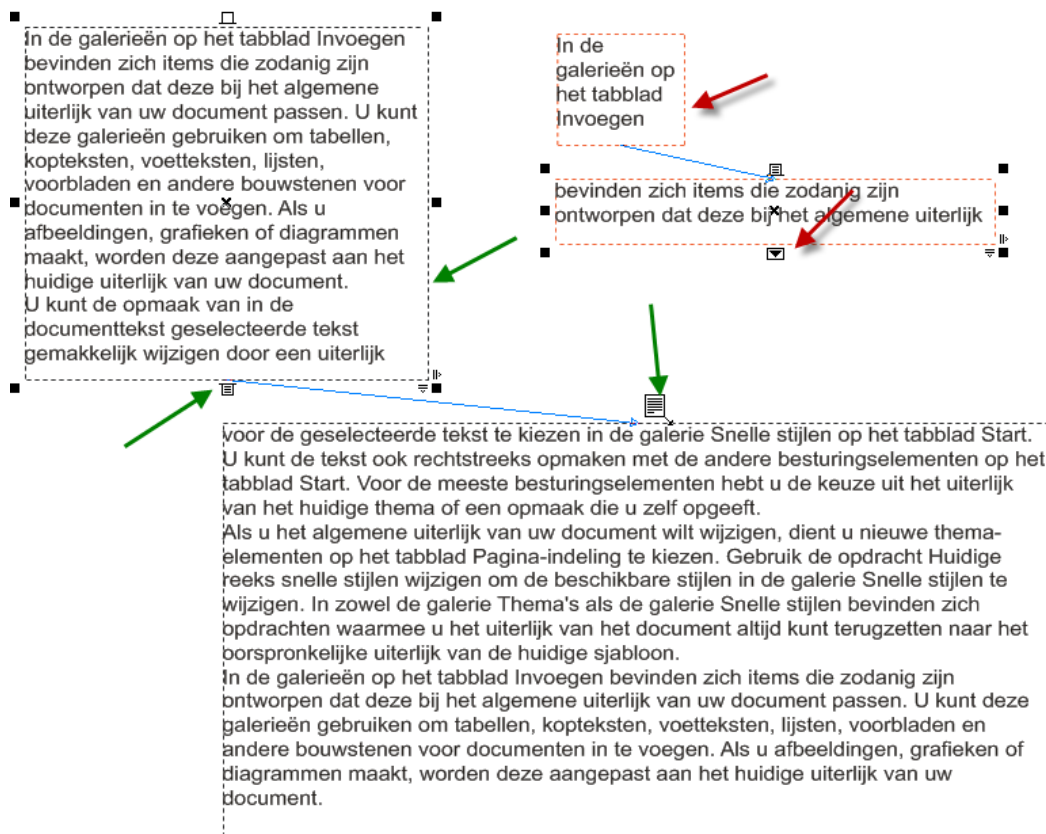 In de galerieën op het tabblad Invoegen
bevinden zich items die zodanig zijn
ontworpen dat deze bij het algemene
uiterlijk van uw document passen. U kunt
deze galerieën gebruiken om tabellen,
kopteksten, voetteksten, lijsten,
voorbladen en andere bouwstenen voor
documenten in te voegen. Als u
afbeeldingen, grafieken of diagrammen
maakt, worden deze aangepast aan het
huidige uiterlijk van uw document.
U kunt de opmaak van in de
documenttekst geselecteerde tekst
gemakkelijk wijzigen door een uiterlijk
In de
galerieën op
het tabblad
Invoegen
bevinden zich items die zodanig zijn
ontworpen dat deze bij het algemene uiterlijk
voor de geselecteerde tekst te kiezen in de galerie Snelle stijlen op het tabblad Start.
U kunt de tekst ook rechtstreeks opmaken met de andere besturingselementen op het
tabblad Start. Voor de meeste besturingselementen hebt u de keuze uit het uiterlijk
van het huidige thema of een opmaak die u zelf opgeeft.
Als u het algemene uiterlijk van uw document wilt wijzigen, dient u nieuwe thema-
elementen op het tabblad Pagina-indeling te kiezen. Gebruik de opdracht Huidige
reeks snelle stijlen wijzigen om de beschikbare stijlen in de galerie Snelle stijlen te
wijzigen. In zowel de galerie Thema's als de galerie Snelle stijlen bevinden zich
opdrachten waarmee u het uiterlijk van het document altijd kunt terugzetten naar het
oorspronkelijke uiterlijk van de huidige sjabloon.
In de galerieën op het tabblad Invoegen bevinden zich items die zodanig zijn
ontworpen dat deze bij het algemene uiterlijk van uw document passen. U kunt deze
galerieën gebruiken om tabellen, kopteksten, voetteksten, lijsten, voorbladen en
andere bouwstenen voor documenten in te voegen. Als u afbeeldingen, grafieken of
diagrammen maakt, worden deze aangepast aan het huidige uiterlijk van uw
document.